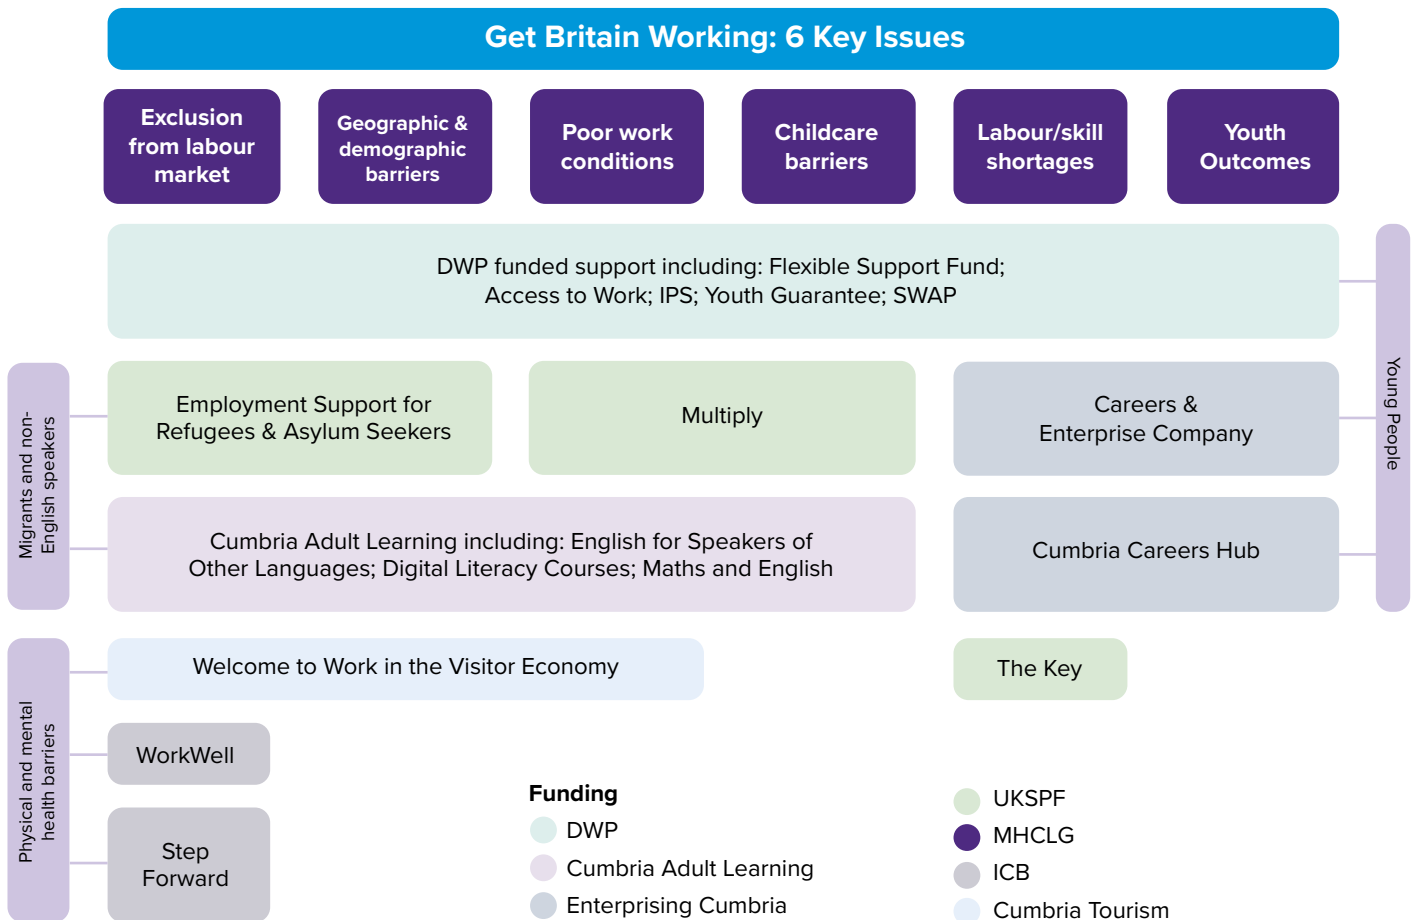 Get Britain Working: 6 Key Issues
Exclusion
from labour
market
Geographic &
demographic
barriers
Poor work
conditions
Childcare
barriers
Labour/skill
shortages
Youth
Outcomes
DWP funded support including: Flexible Support Fund;
Access to Work; IPS; Youth Guarantee; SWAP
Young People
Migrants and non-
English speakers
Employment Support for
Refugees & Asylum Seekers
Multiply
Careers &
Enterprise Company
Cumbria Adult Learning including: English for Speakers of
Other Languages; Digital Literacy Courses; Maths and English
Cumbria Careers Hub
Physical and mental
health barriers
Welcome to Work in the Visitor Economy
The Key
WorkWell
Step
Forward
Funding
DWP
Cumbria Adult Learning
Enterprising Cumbria
UKSPF
MHCLG
ICB
Cumbria Tourism